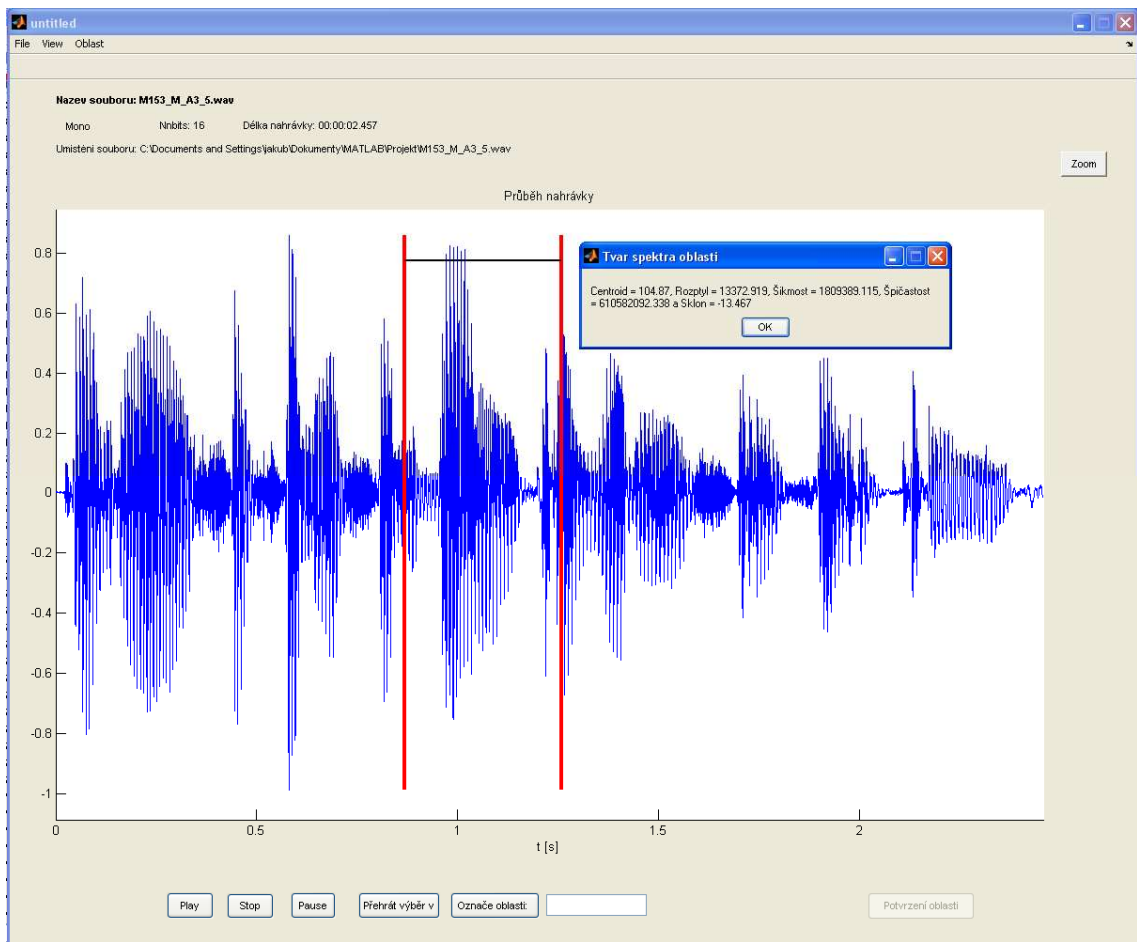 untitled
File View Oblast
Nazev souboru: M153_M_A3_5.wav
Mono Nnbits: 16 Délka nahrávky: 00:00:02.457
Umistění souboru: C:\Documents and Settings\jakub\Dokumenty\MATLAB\Projekt\M153_M_A3_5.wav
Zoom
Průběh nahrávky
Tvar spektra oblasti
Centroid = 104.87, Rozptyl = 13372.919, Šikmost = 1809389.115, Špičastost
= 610582092.338 a Sklon = -13.467
OK
0.8
0.6
0.4
0.2
0
-0.2
-0.4
-0.6
-0.8
-1
0 0.5 1 1.5 2
t [s]
Play Stop Pause Přehrát výběr v Označe oblasti: Potvrzení oblasti